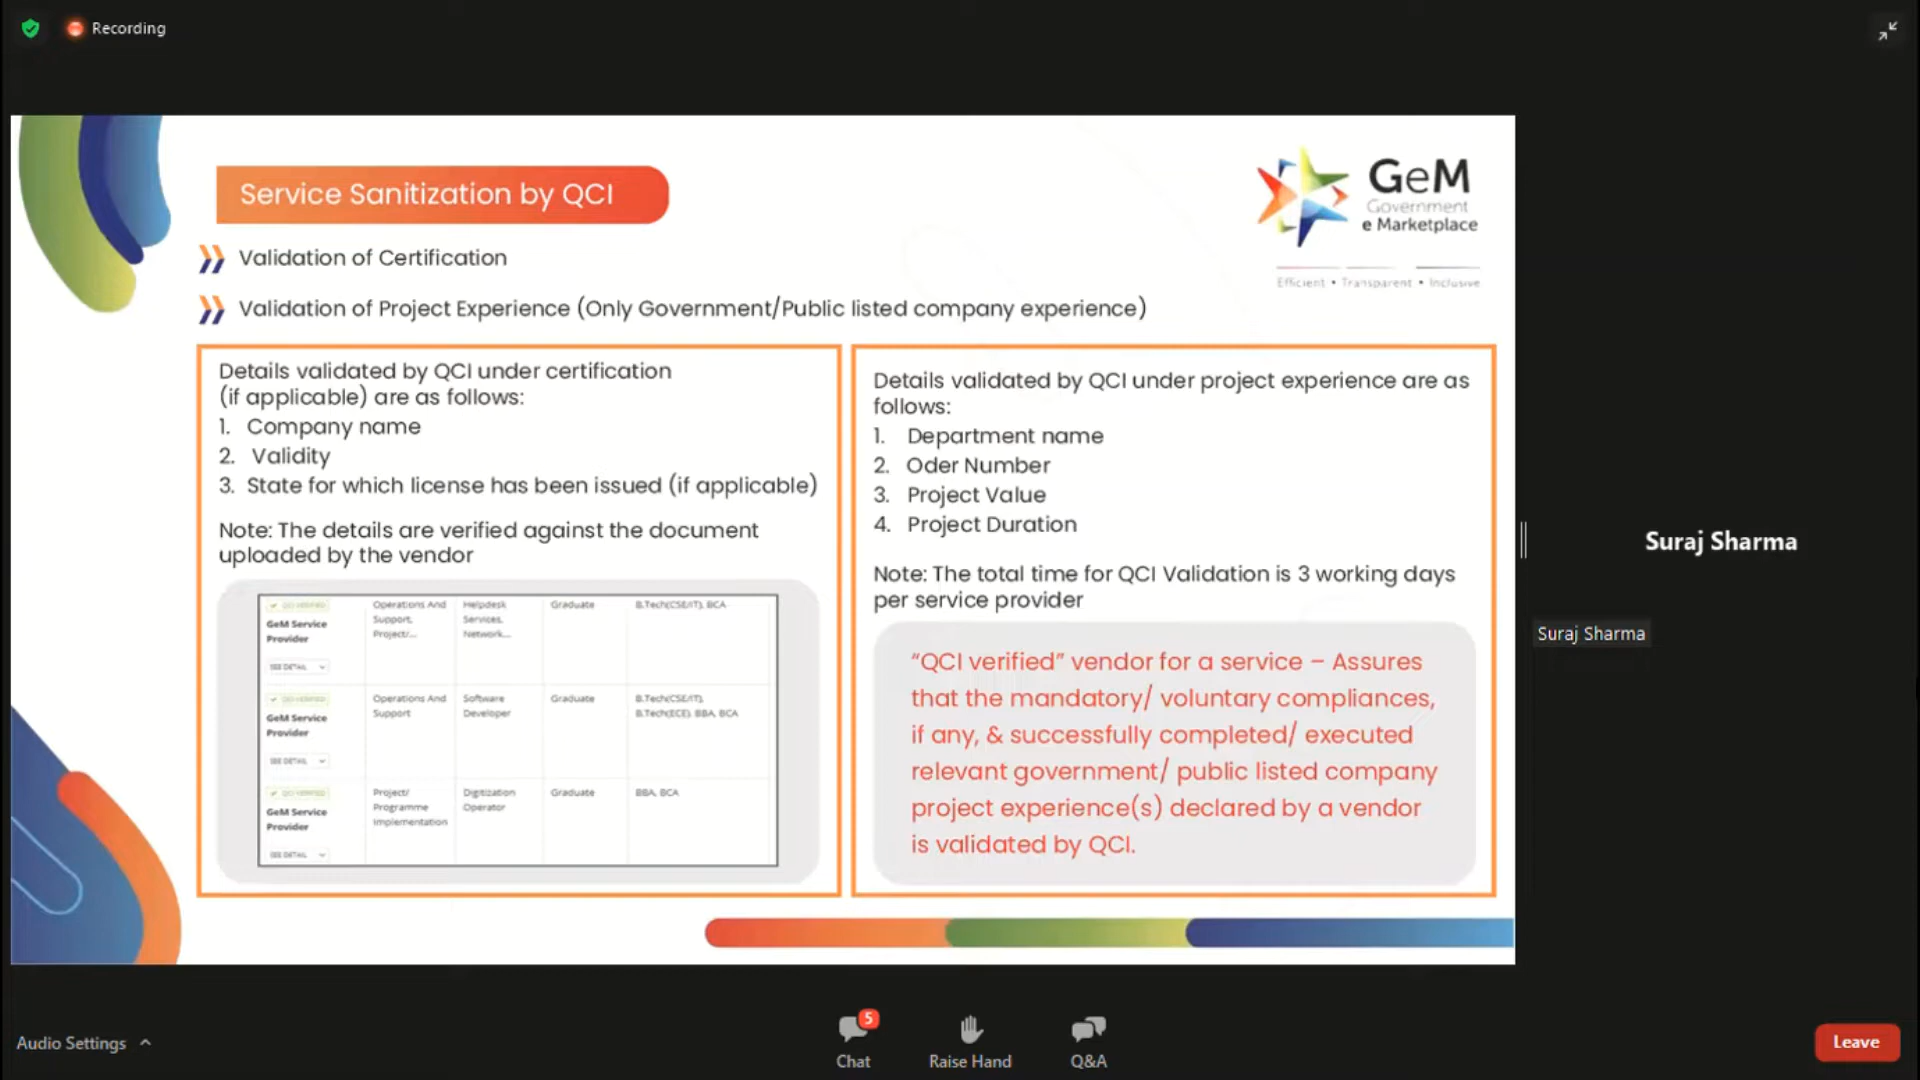 Recording
Service Sanitization by QCI
GeM
Government
e Marketplace
Efficient • Transparent • Inclusive
Validation of Certification
Validation of Project Experience (Only Government/Public listed company experience)
Details validated by QCI under certification
(if applicable) are as follows:
1. Company name
2. Validity
3. State for which license has been issued (if applicable)
Note: The details are verified against the document
uploaded by the vendor
QCI VERIFIED
GeM Service
Provider
SEE DETAIL
Operations And
Support,
Project/...
Helpdesk
Services,
Network...
Graduate
B.Tech(CSE/IT), BCA
QCI VERIFIED
GeM Service
Provider
SEE DETAIL
Operations And
Support
Software
Developer
Graduate
B.Tech(CSE/IT),
B.Tech(ECE), BBA, BCA
QCI VERIFIED
GeM Service
Provider
SEE DETAIL
Project/
Programme
Implementation
Digitization
Operator
Graduate
BBA, BCA
Details validated by QCI under project experience are as
follows:
1. Department name
2. Oder Number
3. Project Value
4. Project Duration
Note: The total time for QCI Validation is 3 working days
per service provider
“QCI verified” vendor for a service – Assures
that the mandatory/ voluntary compliances,
if any, & successfully completed/ executed
relevant government/ public listed company
project experience(s) declared by a vendor
is validated by QCI.
Suraj Sharma
Suraj Sharma
Audio Settings
5
Chat
Raise Hand
Q&A
Leave